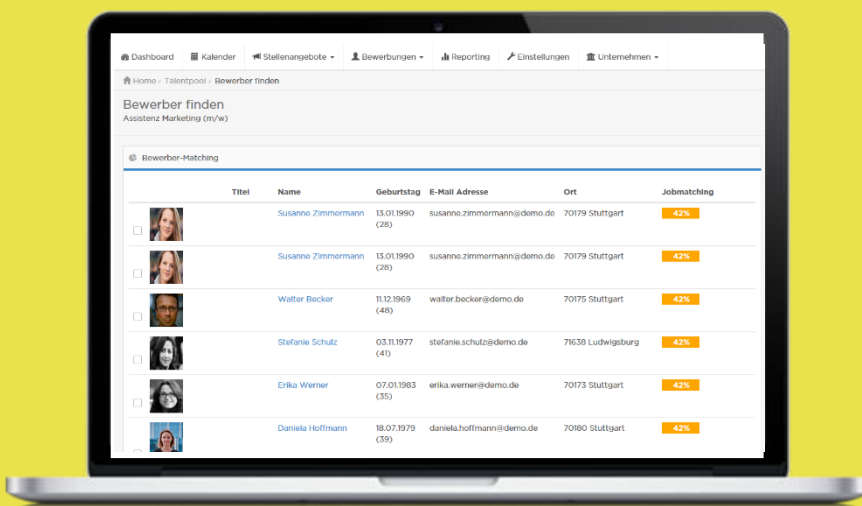 Dashboard Kalender Stellenangebote Bewerbungen Reporting Einstellungen Unternehmen
Home › Talentpool › Bewerber finden
Bewerber finden
Assistenz Marketing (m/w)
Bewerber-Matching
Titel Name Geburtstag E-Mail Adresse Ort Jobmatching
Susanne Zimmermann 13.01.1990 susanne.zimmermann@demo.de 70179 Stuttgart 42%
(28)
Susanne Zimmermann 13.01.1990 susanne.zimmermann@demo.de 70179 Stuttgart 42%
(28)
Walter Becker 11.12.1969 walter.becker@demo.de 70175 Stuttgart 42%
(48)
Stefanie Schulz 03.11.1977 stefanie.schulz@demo.de 71638 Ludwigsburg 42%
(41)
Erika Werner 07.01.1983 erika.werner@demo.de 70173 Stuttgart 42%
(35)
Daniela Hoffmann 18.07.1979 daniela.hoffmann@demo.de 70180 Stuttgart 42%
(39)